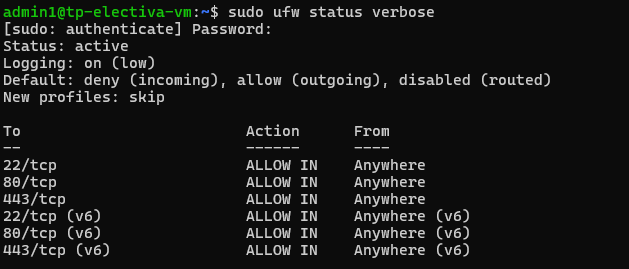 admin1@tp-electiva-vm:~$ sudo ufw status verbose
[sudo: authenticate] Password:
Status: active
Logging: on (low)
Default: deny (incoming), allow (outgoing), disabled (routed)
New profiles: skip

To                         Action      From
--                         ------      ----
22/tcp                     ALLOW IN    Anywhere
80/tcp                     ALLOW IN    Anywhere
443/tcp                    ALLOW IN    Anywhere
22/tcp (v6)                ALLOW IN    Anywhere (v6)
80/tcp (v6)                ALLOW IN    Anywhere (v6)
443/tcp (v6)               ALLOW IN    Anywhere (v6)